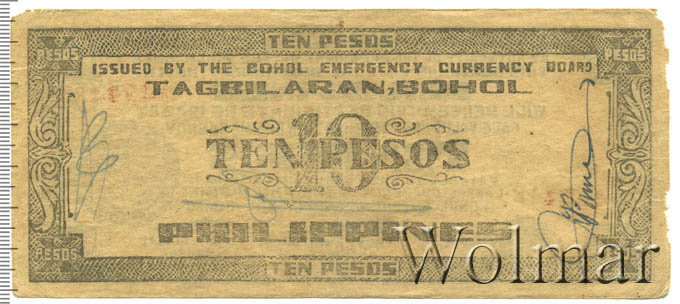 TEN PESOS
PESOS PESOS
ISSUED BY THE BOHOL EMERGENCY CURRENCY BOARD
TAGBILARAN, BOHOL
10
TEN PESOS
PHILIPPINES
PESOS PESOS
TEN PESOS
Wolmar